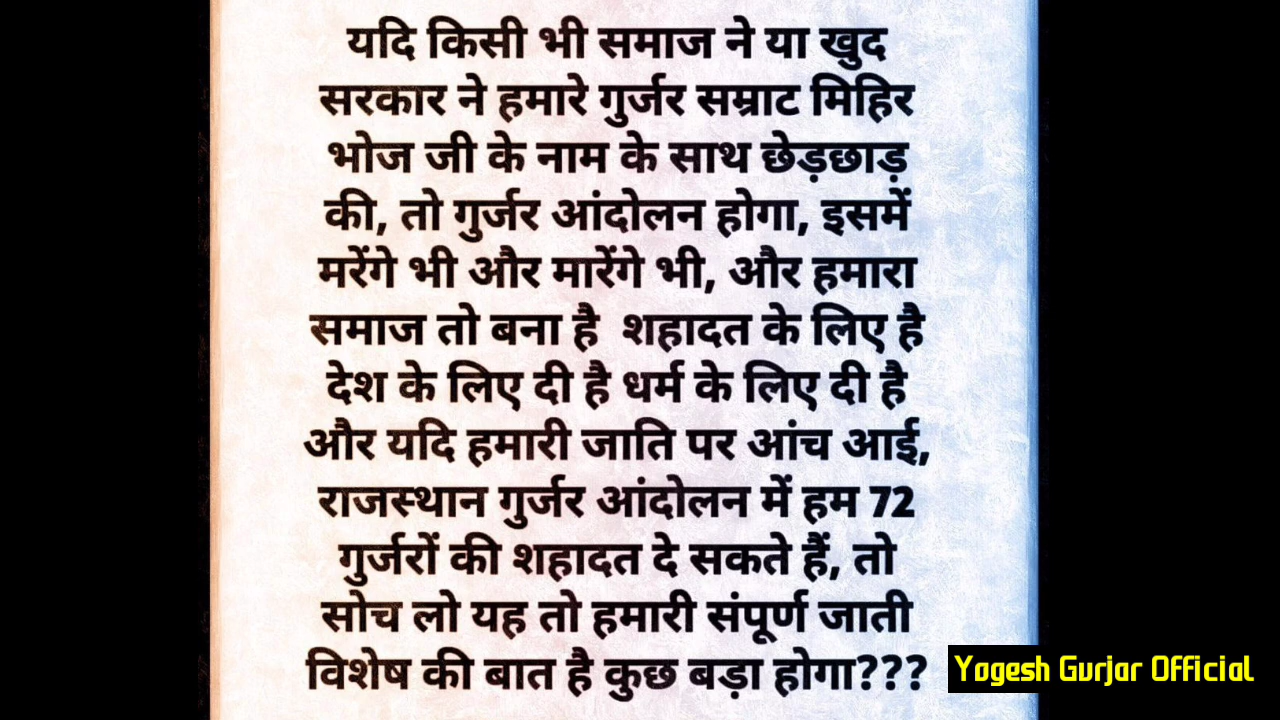 यदि किसी भी समाज ने या खुद
सरकार ने हमारे गुर्जर सम्राट मिहिर
भोज जी के नाम के साथ छेड़छाड़
की, तो गुर्जर आंदोलन होगा, इसमें
मरेंगे भी और मारेंगे भी, और हमारा
समाज तो बना है शहादत के लिए है
देश के लिए दी है धर्म के लिए दी है
और यदि हमारी जाति पर आंच आई,
राजस्थान गुर्जर आंदोलन में हम 72
गुर्जरों की शहादत दे सकते हैं, तो
सोच लो यह तो हमारी संपूर्ण जाती
विशेष की बात है कुछ बड़ा होगा???
Yogesh Gurjar Official